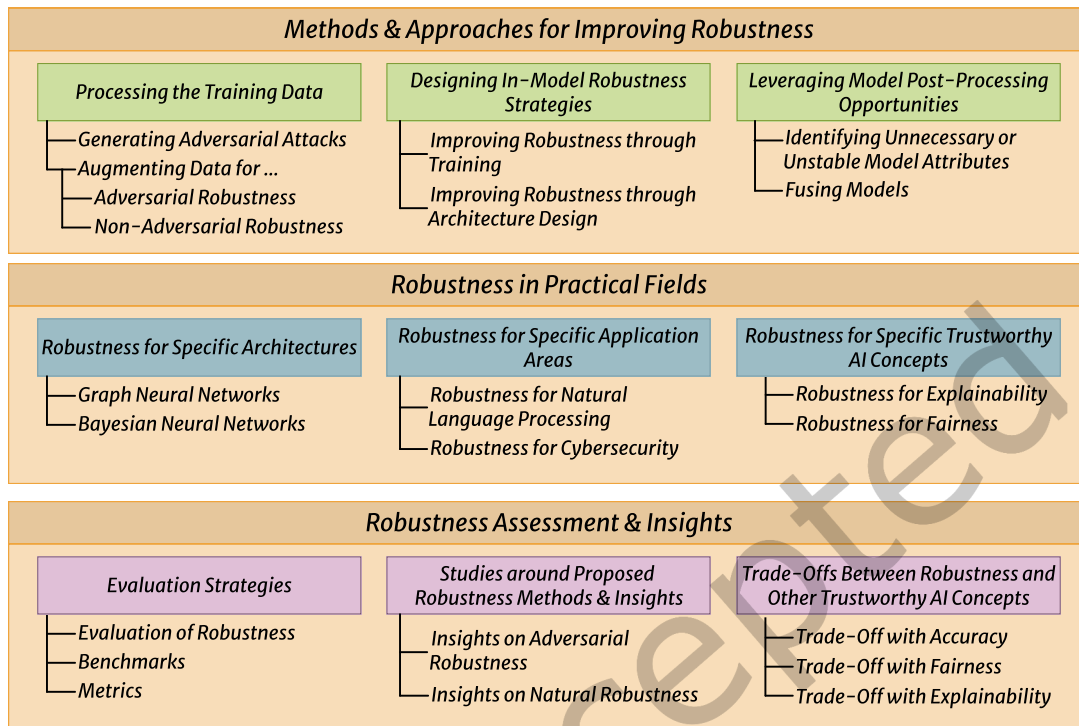 Methods & Approaches for Improving Robustness
Processing the Training Data
Generating Adversarial Attacks
Augmenting Data for ...
Adversarial Robustness
Non-Adversarial Robustness
Designing In-Model Robustness
Strategies
Improving Robustness through
Training
Improving Robustness through
Architecture Design
Leveraging Model Post-Processing
Opportunities
Identifying Unnecessary or
Unstable Model Attributes
Fusing Models
Robustness in Practical Fields
Robustness for Specific Architectures
Graph Neural Networks
Bayesian Neural Networks
Robustness for Specific Application
Areas
Robustness for Natural
Language Processing
Robustness for Cybersecurity
Robustness for Specific Trustworthy
AI Concepts
Robustness for Explainability
Robustness for Fairness
Robustness Assessment & Insights
Evaluation Strategies
Evaluation of Robustness
Benchmarks
Metrics
Studies around Proposed
Robustness Methods & Insights
Insights on Adversarial
Robustness
Insights on Natural Robustness
Trade-Offs Between Robustness and
Other Trustworthy AI Concepts
Trade-Off with Accuracy
Trade-Off with Fairness
Trade-Off with Explainability
cepted